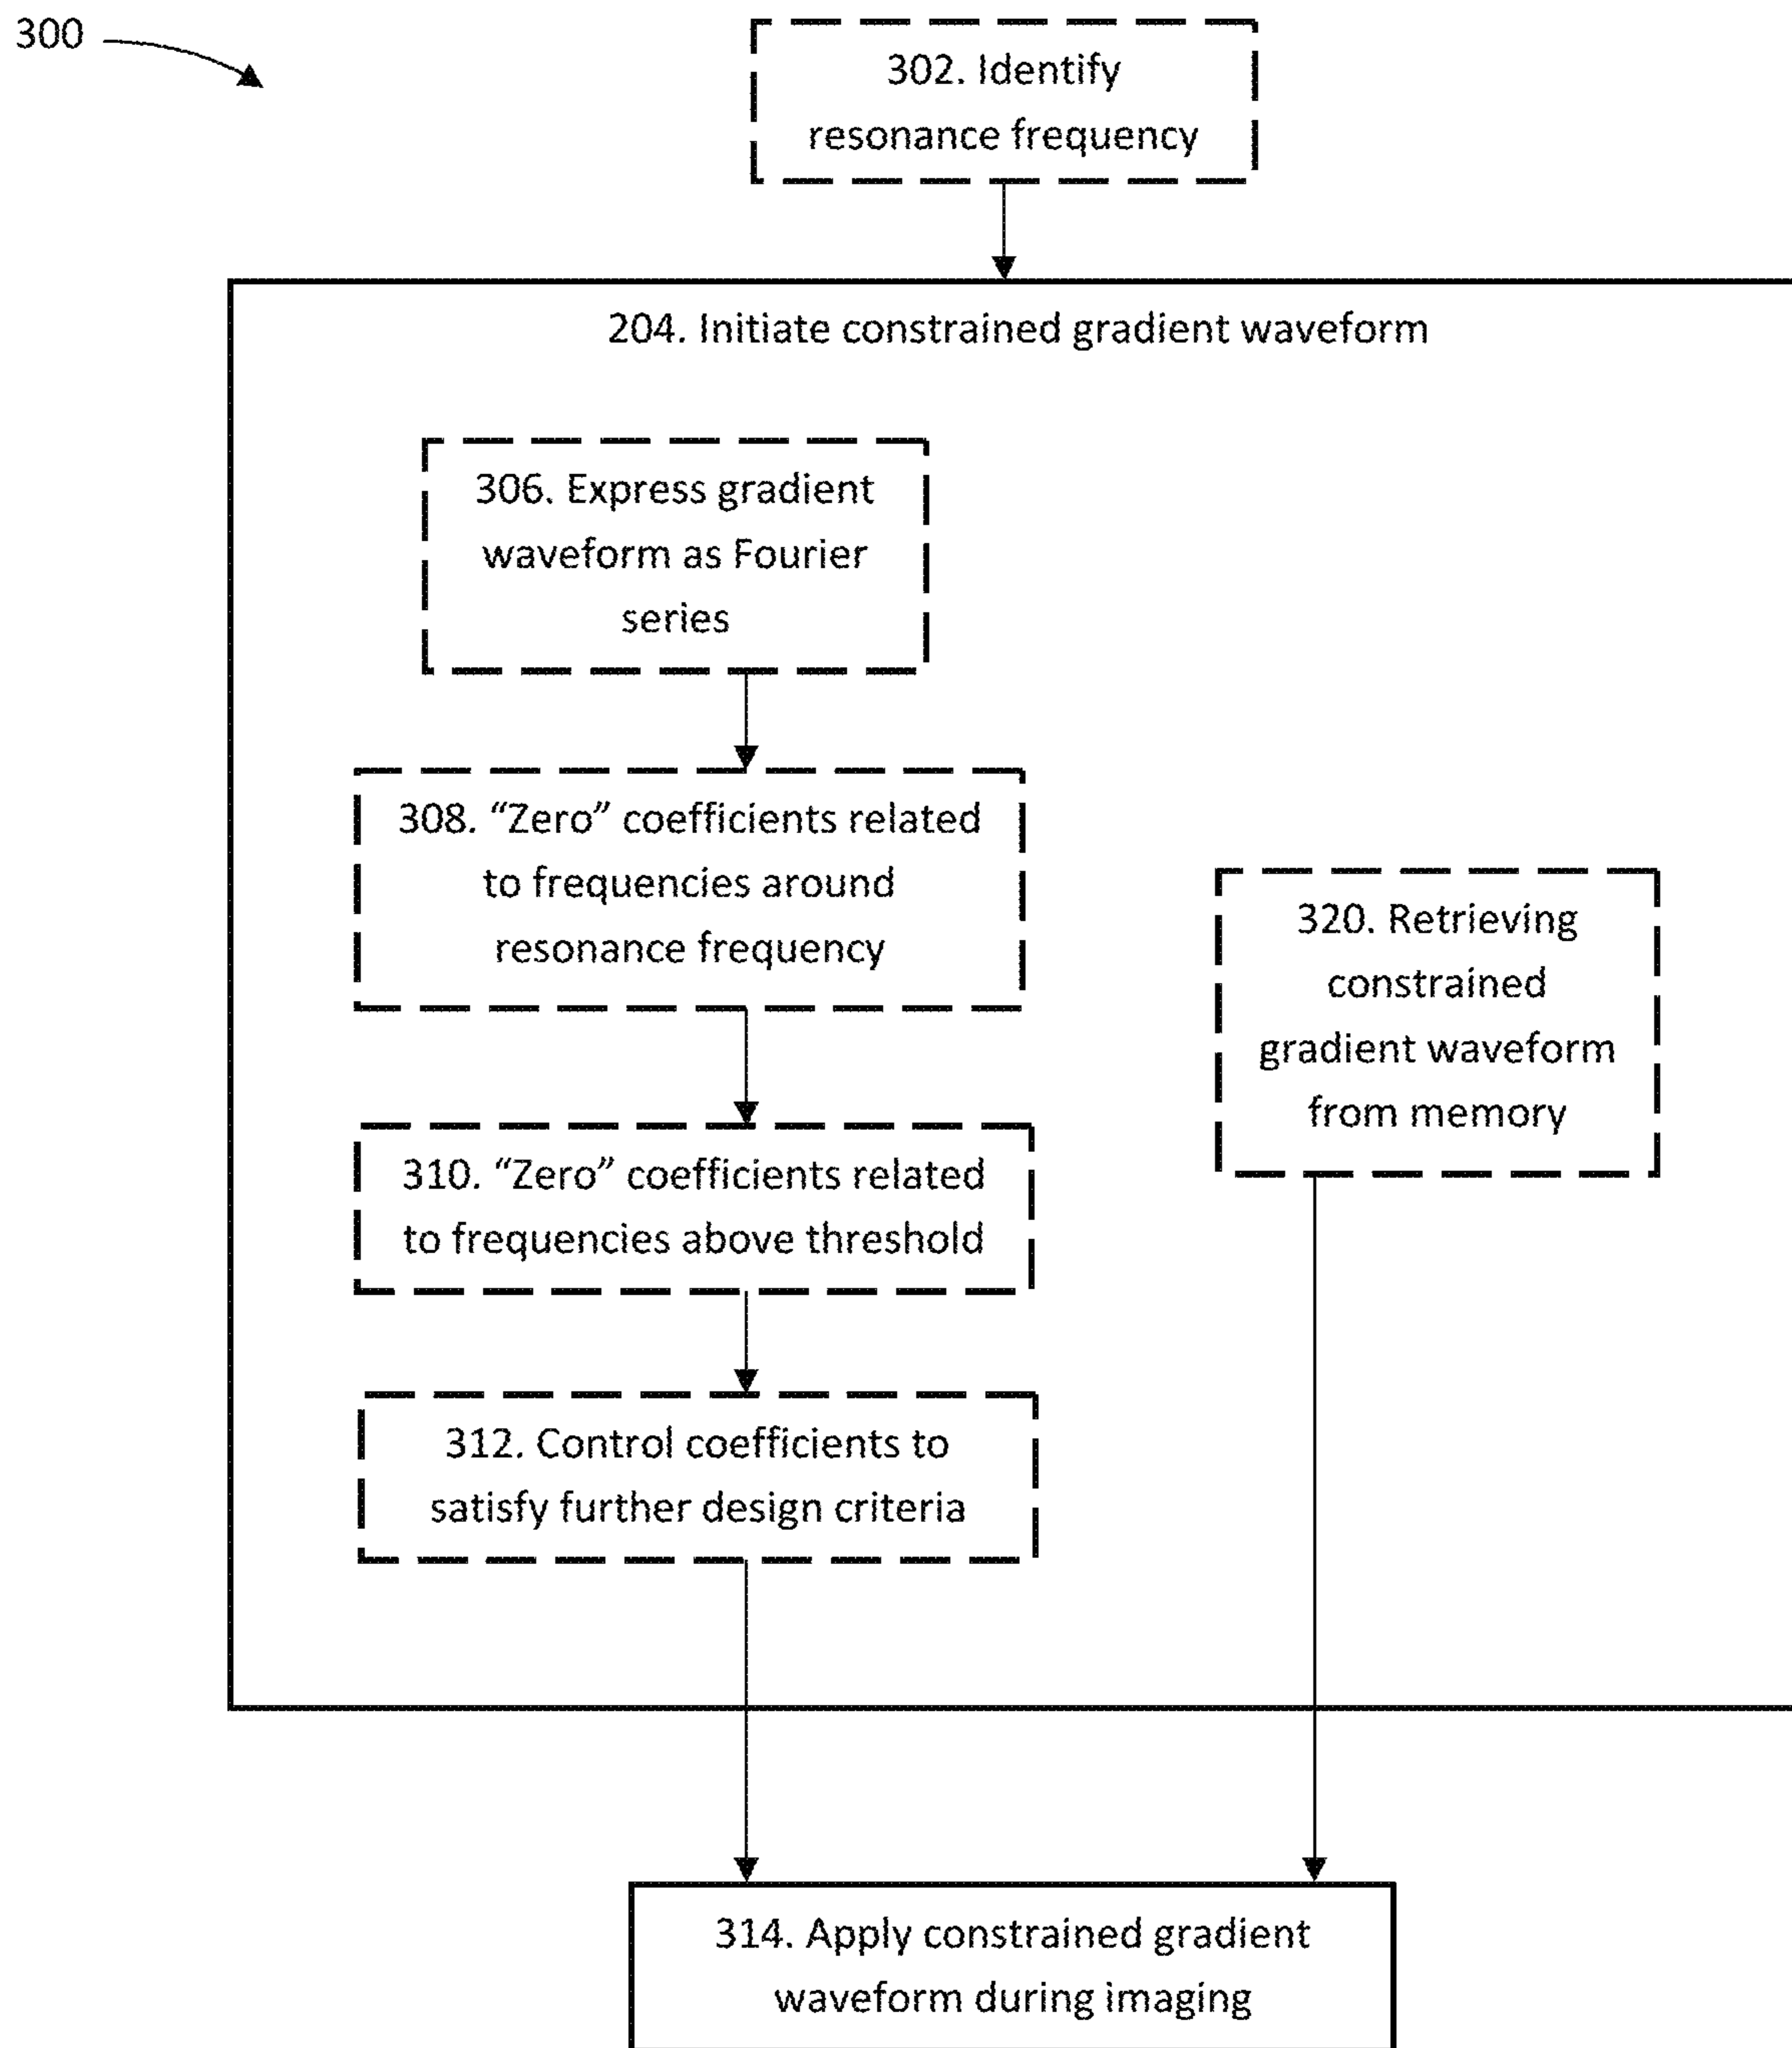 300
302. Identify
resonance frequency
204. Initiate constrained gradient waveform
306. Express gradient
waveform as Fourier
series
308. “Zero” coefficients related
to frequencies around
resonance frequency
310. “Zero” coefficients related
to frequencies above threshold
312. Control coefficients to
satisfy further design criteria
320. Retrieving
constrained
gradient waveform
from memory
314. Apply constrained gradient
waveform during imaging